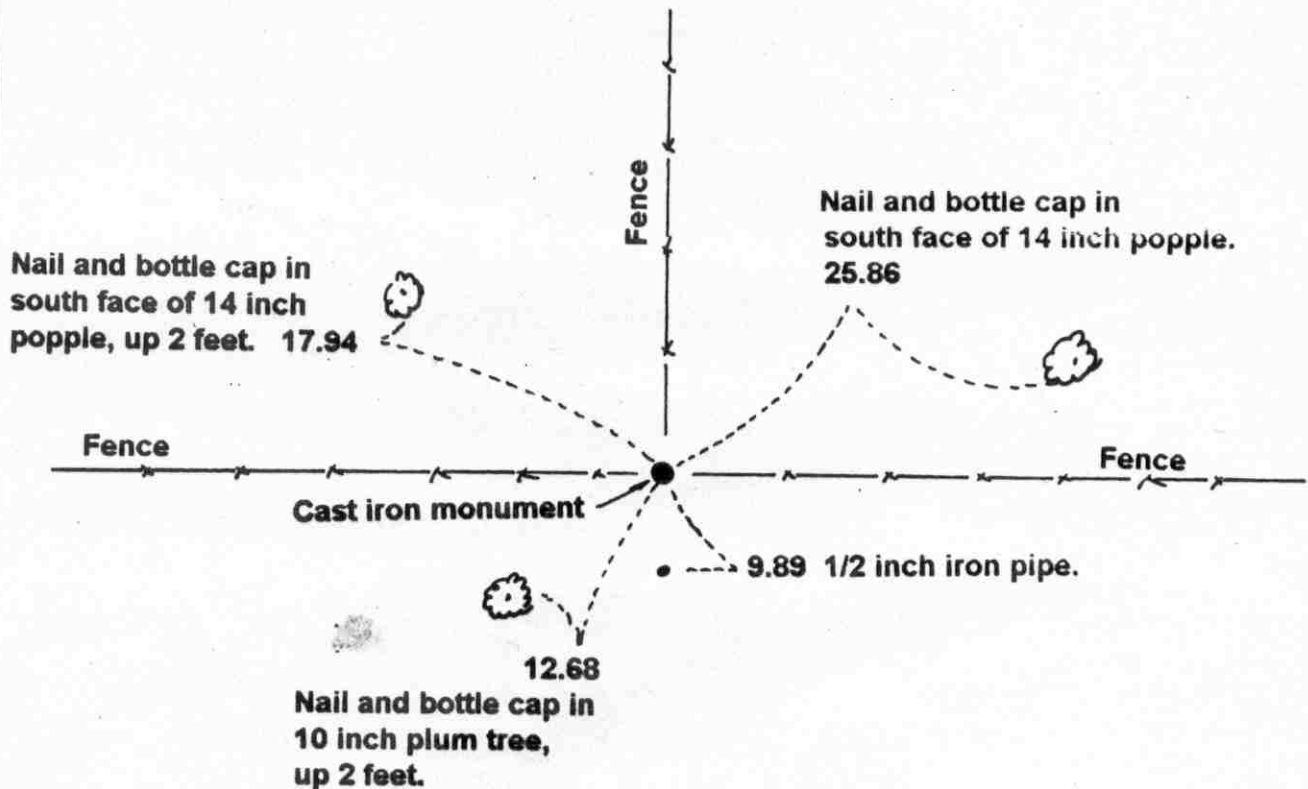 Fence
Nail and bottle cap in
south face of 14 inch popple.
25.86
Nail and bottle cap in
south face of 14 inch
popple, up 2 feet. 17.94
Fence
Fence
Cast iron monument
9.89 1/2 inch iron pipe.
12.68
Nail and bottle cap in
10 inch plum tree,
up 2 feet.